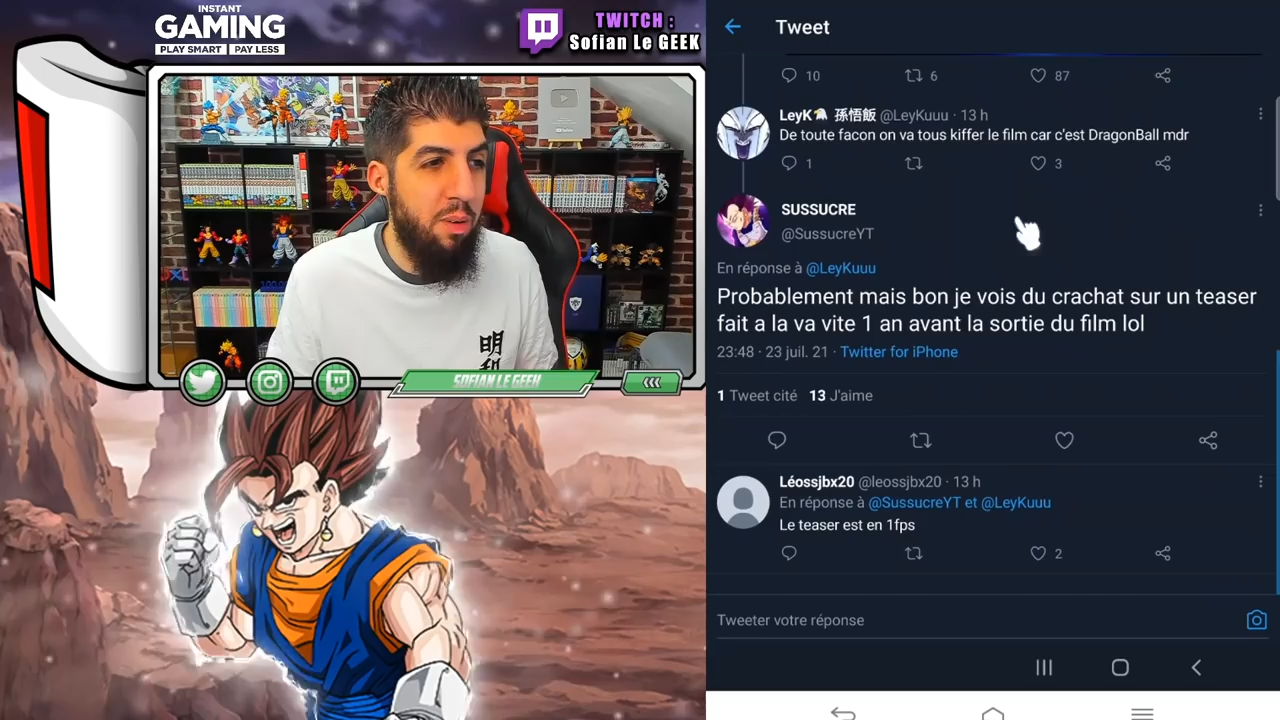 INSTANT
GAMING
PLAY SMART PAY LESS
TWITCH :
Sofian Le GEEK
明
SOFIAN LE GEEK
Tweet
10 6 87
LeyK 孫悟飯 @LeyKuuu · 13 h
De toute facon on va tous kiffer le film car c'est DragonBall mdr
1 3
SUSSUCRE
@SussucreYT
En réponse à @LeyKuuu
Probablement mais bon je vois du crachat sur un teaser
fait a la va vite 1 an avant la sortie du film lol
23:48 · 23 juil. 21 · Twitter for iPhone
1 Tweet cité 13 J'aime
Léossjbx20 @leossjbx20 · 13 h
En réponse à @SussucreYT et @LeyKuuu
Le teaser est en 1fps
2
Tweeter votre réponse